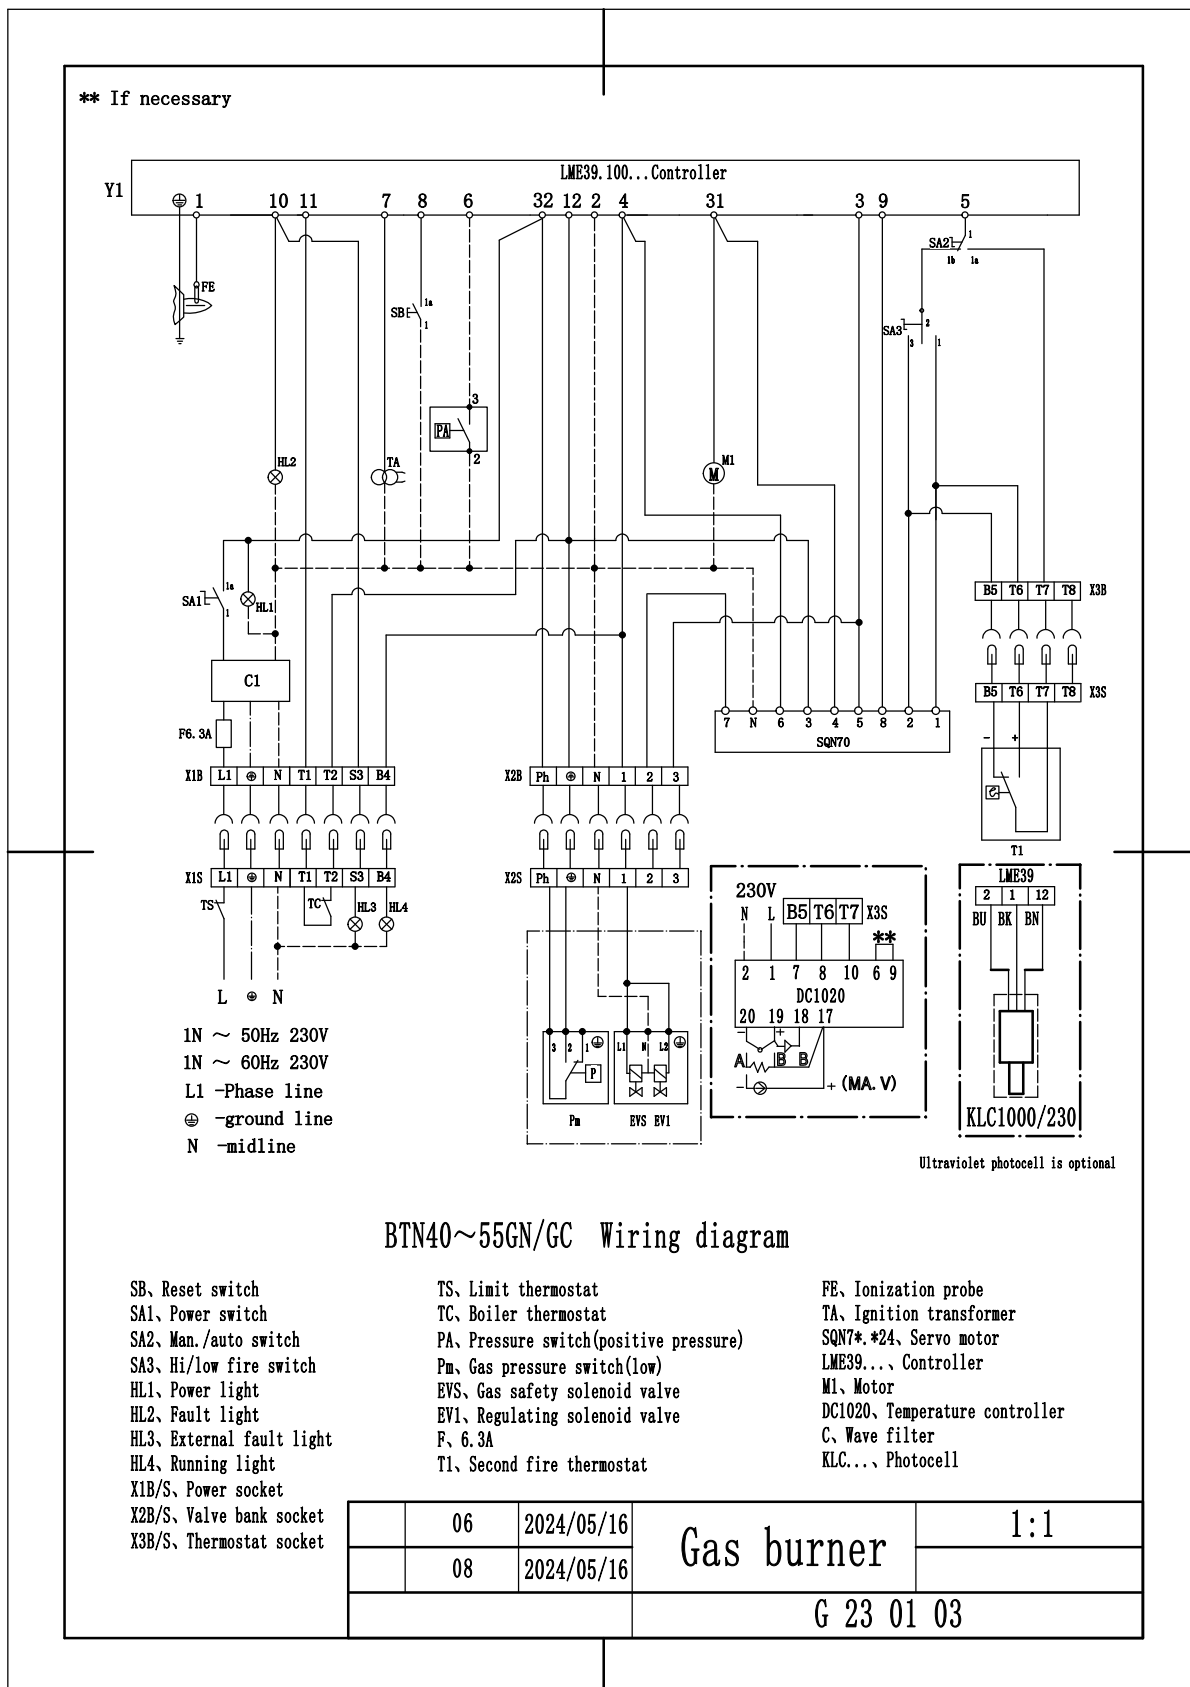 ** If necessary
LME39.100...Controller
Y1
1 10 11 7 8 6 32 12 2 4 31 3 9 5
SA2 1
1b 1a
FE
1a
SB
1
SA3 2
3 1
3
PA
2
HL2 TA M1
M
1a
SA1
1 HL1
B5 T6 T7 T8 X3B
C1
B5 T6 T7 T8 X3S
F6.3A
7 N 6 3 4 5 8 2 1
SQN70
- +
X1B L1 N T1 T2 S3 B4
X2B Ph N 1 2 3
T1
X1S L1 N T1 T2 S3 B4
X2S Ph N 1 2 3
TS TC HL3 HL4
230V
N L B5 T6 T7 X3S
**
2 1 7 8 10 6 9
DC1020
20 19 18 17
- +
A B B
- + (MA. V)
LME39
2 1 12
BU BK BN
KLC1000/230
Ultraviolet photocell is optional
L N
3 2 1 L1 N L2
P
Pm EVS EV1
1N ～ 50Hz 230V
1N ～ 60Hz 230V
L1 -Phase line
-ground line
N -midline
BTN40～55GN/GC Wiring diagram
SB、Reset switch
SA1、Power switch
SA2、Man./auto switch
SA3、Hi/low fire switch
HL1、Power light
HL2、Fault light
HL3、External fault light
HL4、Running light
X1B/S、Power socket
X2B/S、Valve bank socket
X3B/S、Thermostat socket
TS、Limit thermostat
TC、Boiler thermostat
PA、Pressure switch(positive pressure)
Pm、Gas pressure switch(low)
EVS、Gas safety solenoid valve
EV1、Regulating solenoid valve
F、6.3A
T1、Second fire thermostat
FE、Ionization probe
TA、Ignition transformer
SQN7*.*24、Servo motor
LME39...、Controller
M1、Motor
DC1020、Temperature controller
C、Wave filter
KLC...、Photocell
06 2024/05/16
08 2024/05/16
Gas burner
1:1
G 23 01 03